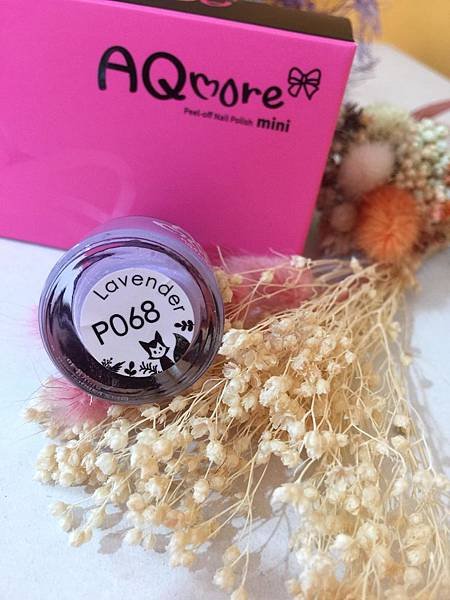 AQmore
Peel-off Nail Polish mini
Lavender
P068